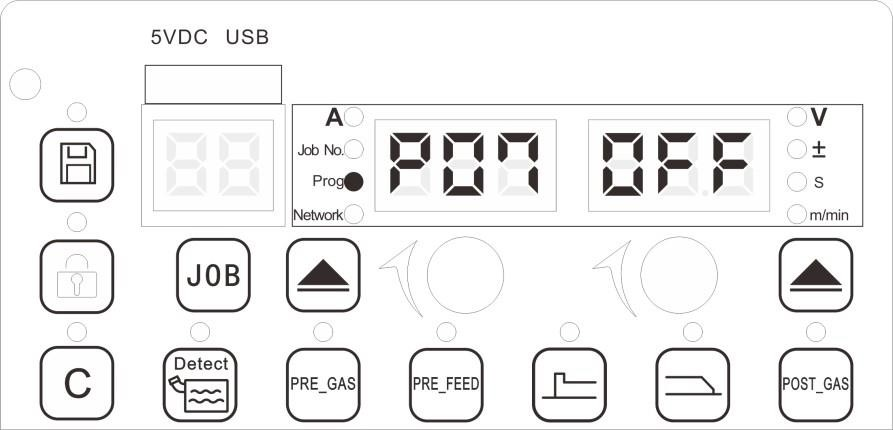 5VDC USB
A
V
Job No.
±
Prog
P07 OFF
S
Network
m/min
JOB
C
Detect
PRE_GAS
PRE_FEED
POST_GAS